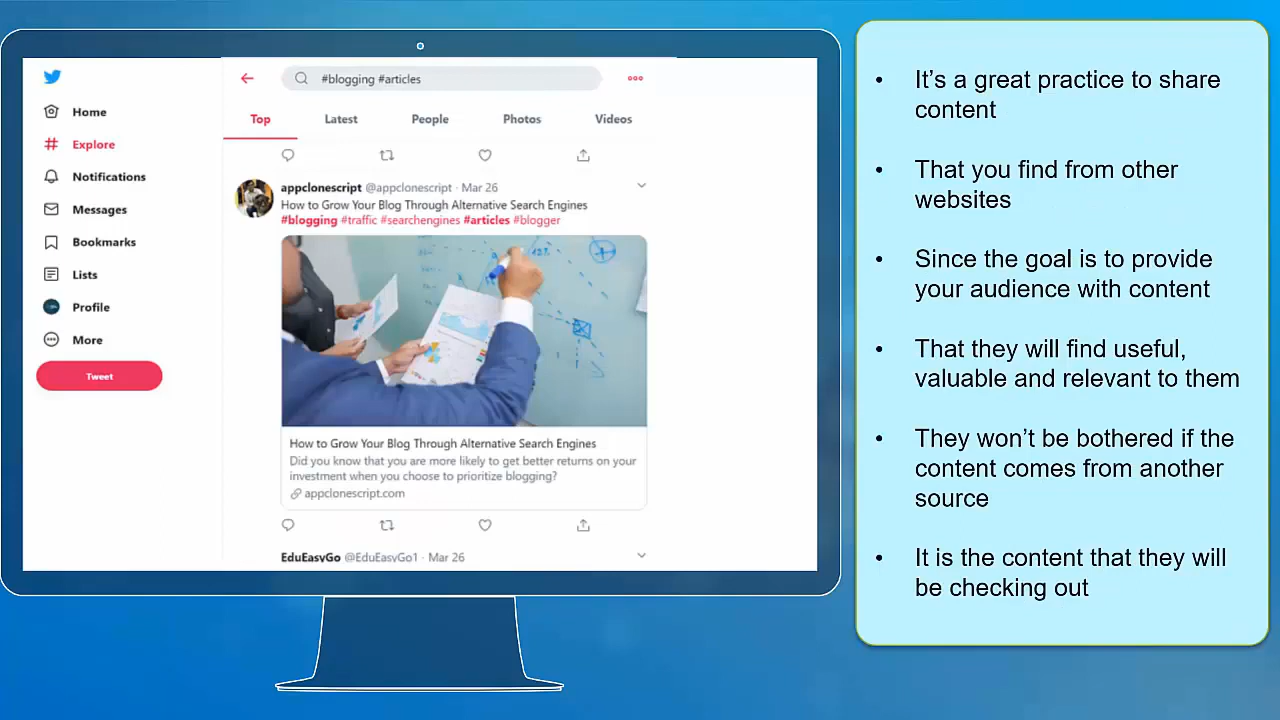 Home
Explore
Notifications
Messages
Bookmarks
Lists
Profile
More
Tweet
#blogging #articles
Top
Latest
People
Photos
Videos
appclonescript @appclonescript · Mar 26
How to Grow Your Blog Through Alternative Search Engines
#blogging #traffic #searchengines #articles #blogger
How to Grow Your Blog Through Alternative Search Engines
Did you know that you are more likely to get better returns on your
investment when you choose to prioritize blogging?
appclonescript.com
EduEasyGo @EduEasyGo1 · Mar 26
• It’s a great practice to share
content
• That you find from other
websites
• Since the goal is to provide
your audience with content
• That they will find useful,
valuable and relevant to them
• They won’t be bothered if the
content comes from another
source
• It is the content that they will
be checking out